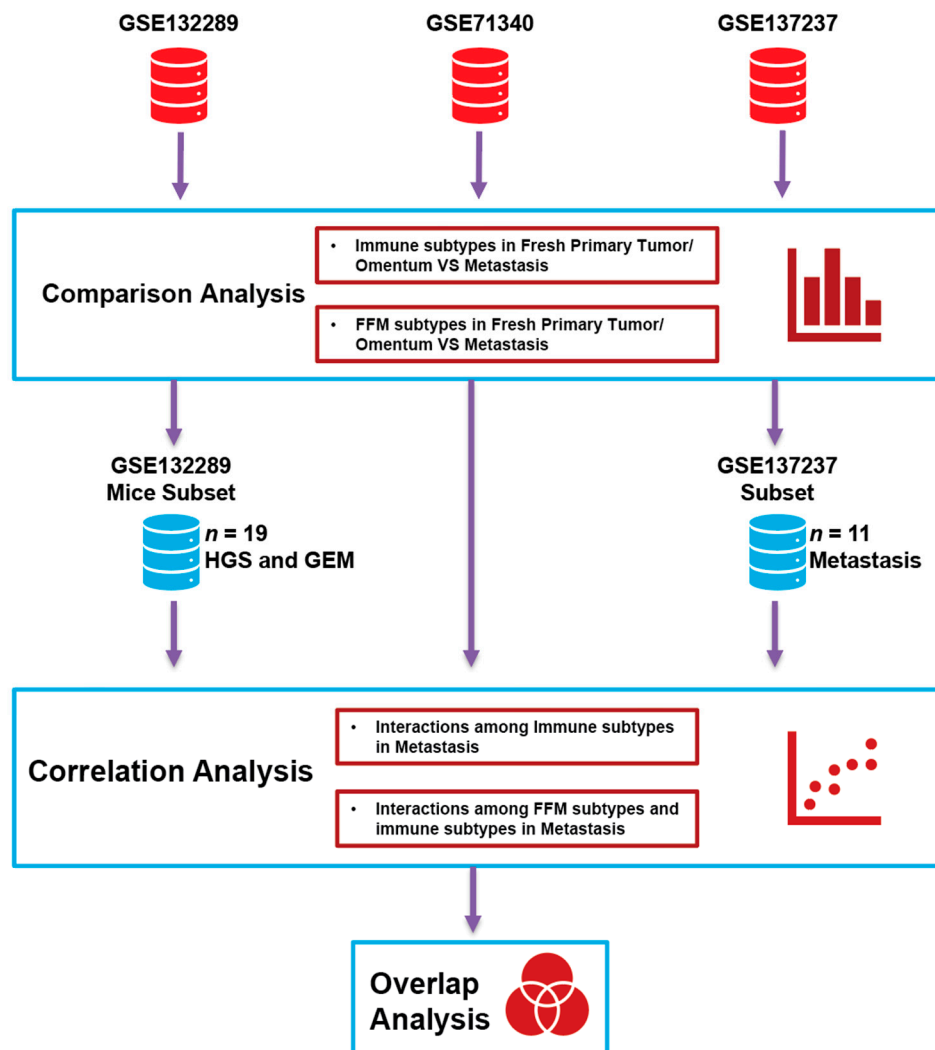 GSE132289
GSE71340
GSE137237
Comparison Analysis
• Immune subtypes in Fresh Primary Tumor/
Omentum VS Metastasis
• FFM subtypes in Fresh Primary Tumor/
Omentum VS Metastasis
GSE132289
Mice Subset
n = 19
HGS and GEM
GSE137237
Subset
n = 11
Metastasis
Correlation Analysis
• Interactions among Immune subtypes
in Metastasis
• Interactions among FFM subtypes and
immune subtypes in Metastasis
Overlap
Analysis